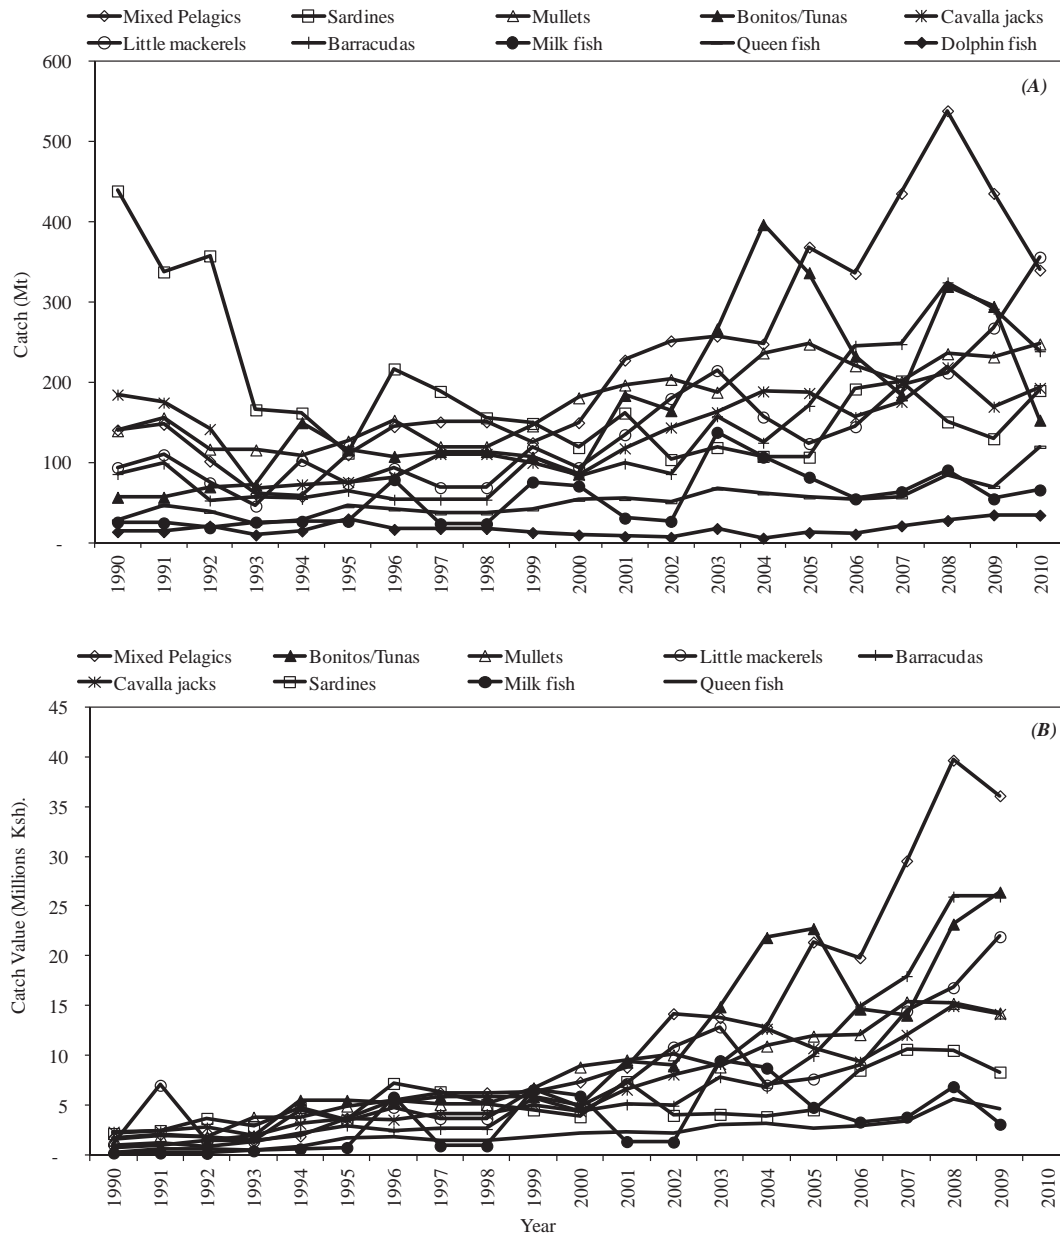 Mixed Pelagics Sardines Mullets Bonitos/Tunas Cavalla jacks
Little mackerels Barracudas Milk fish Queen fish Dolphin fish
600
(A)
500
400
300
200
100
-
Catch (Mt)
1990 1991 1992 1993 1994 1995 1996 1997 1998 1999 2000 2001 2002 2003 2004 2005 2006 2007 2008 2009 2010
Mixed Pelagics Bonitos/Tunas Mullets Little mackerels Barracudas
Cavalla jacks Sardines Milk fish Queen fish
45
(B)
40
35
30
25
20
15
10
5
-
Catch Value (Millions Ksh).
1990 1991 1992 1993 1994 1995 1996 1997 1998 1999 2000 2001 2002 2003 2004 2005 2006 2007 2008 2009 2010
Year